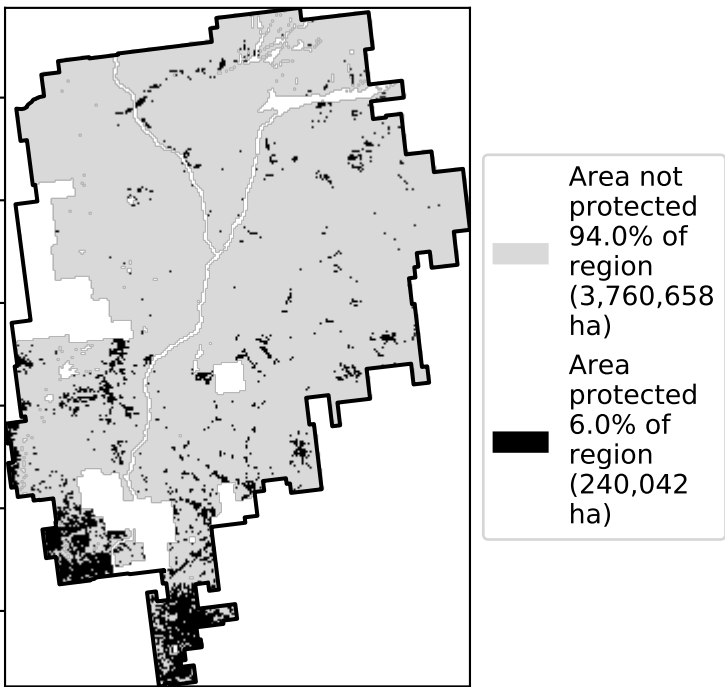 Area not
protected
94.0% of
region
(3,760,658
ha)
Area
protected
6.0% of
region
(240,042
ha)